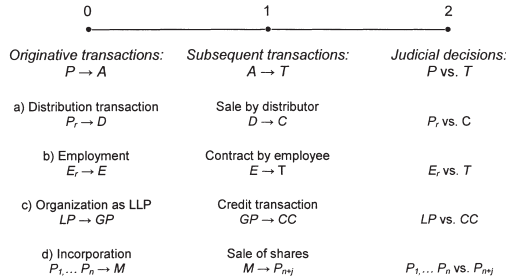 0 1 2
Originative transactions: Subsequent transactions: Judicial decisions:
P → A A → T P vs. T
a) Distribution transaction Sale by distributor
Pr → D D → C Pr vs. C
b) Employment Contract by employee
Er → E E → T Er vs. T
c) Organization as LLP Credit transaction
LP → GP GP → CC LP vs. CC
d) Incorporation Sale of shares
P1,... Pn → M M → Pn+j P1,... Pn vs. Pn+j